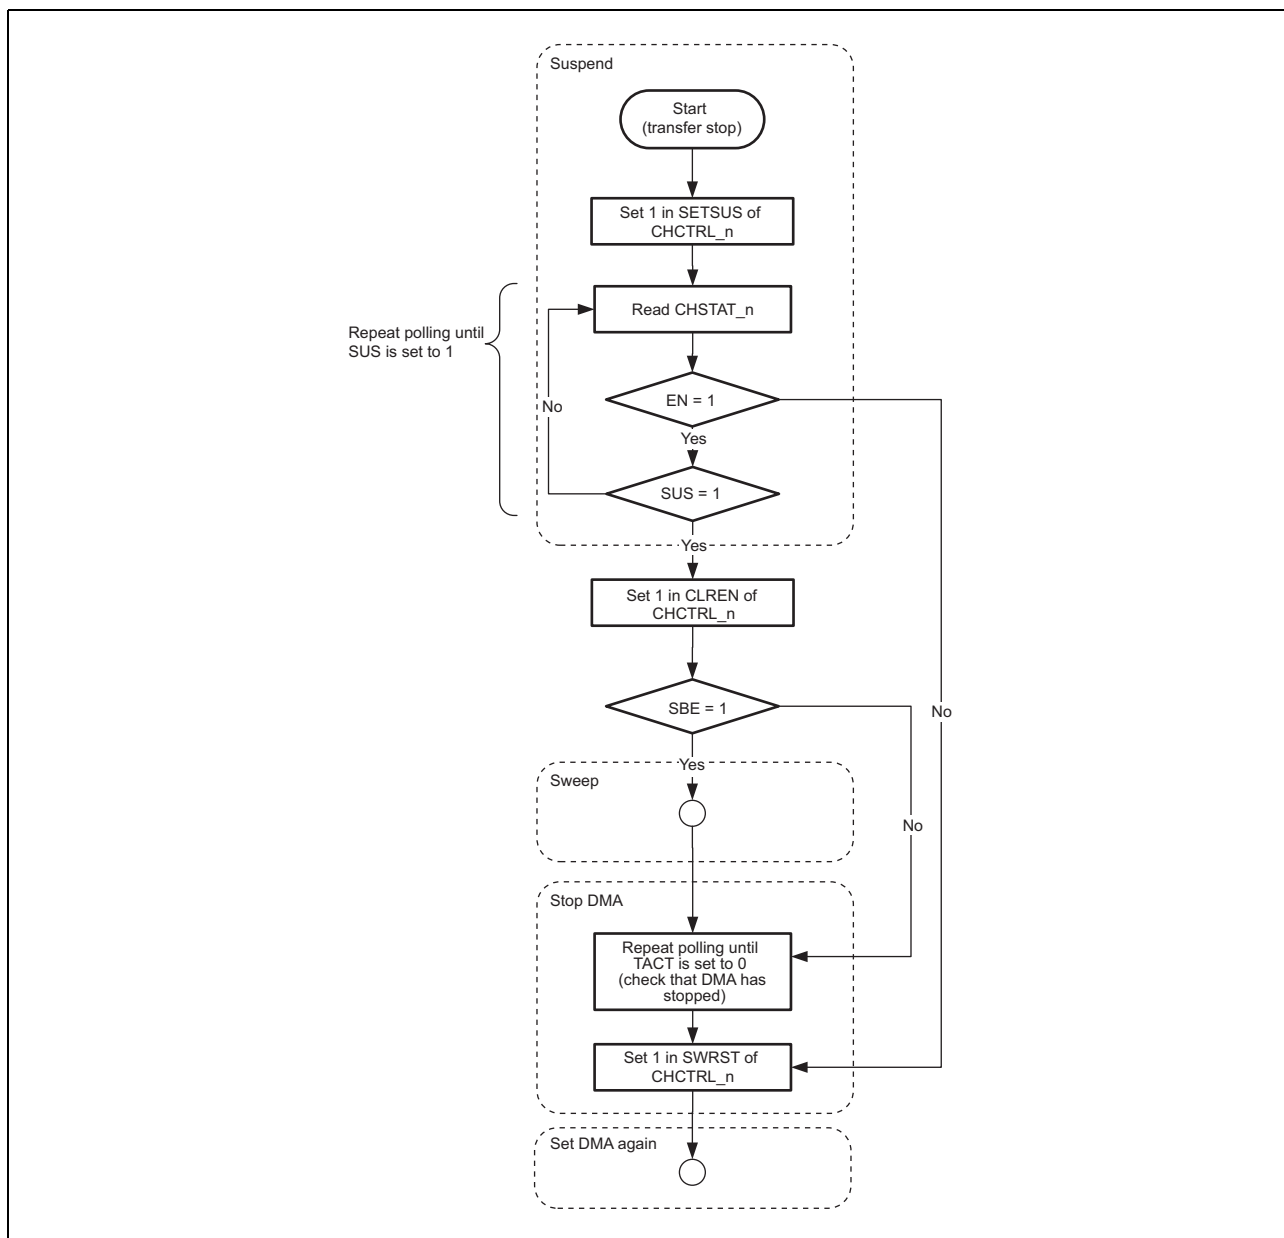 Suspend
Start
(transfer stop)
Set 1 in SETSUS of
CHCTRL_n
Read CHSTAT_n
Repeat polling until
SUS is set to 1
EN = 1
No
Yes
SUS = 1
Yes
Set 1 in CLREN of
CHCTRL_n
SBE = 1
No
Yes
Sweep
No
Stop DMA
Repeat polling until
TACT is set to 0
(check that DMA has
stopped)
Set 1 in SWRST of
CHCTRL_n
Set DMA again